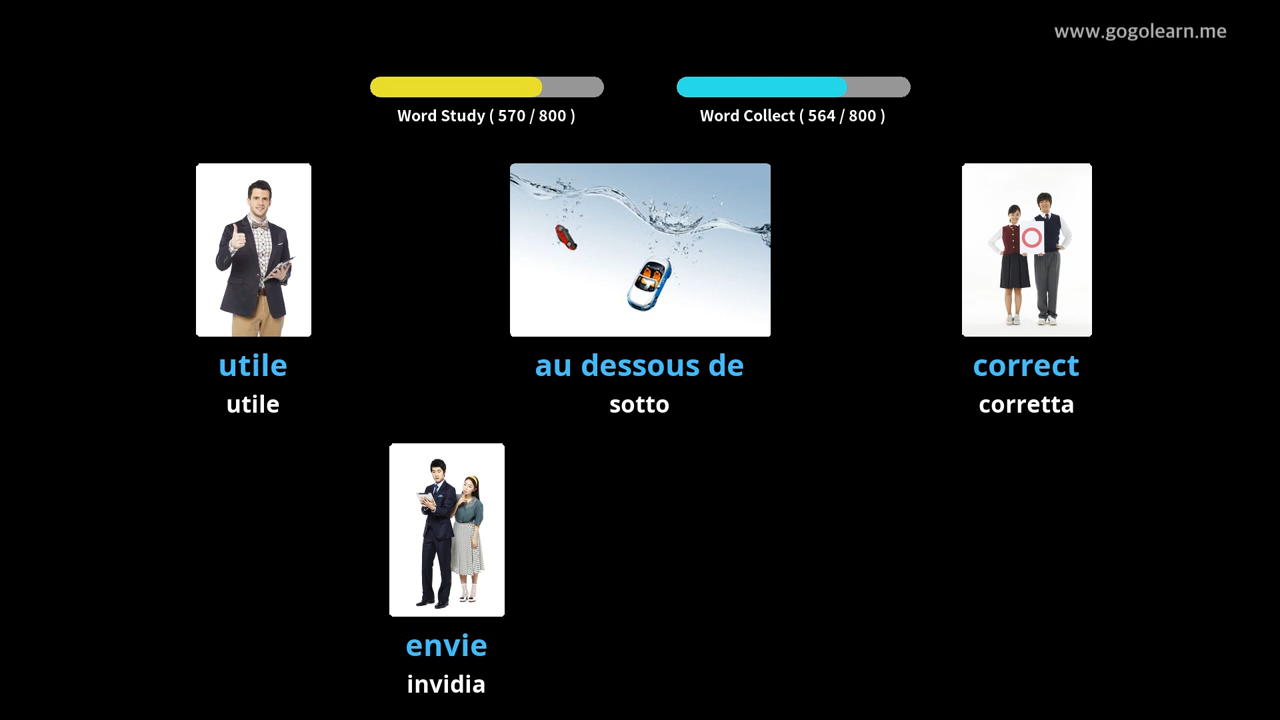 www.gogolearn.me
Word Study ( 570 / 800 )
Word Collect ( 564 / 800 )
utile
utile
au dessous de
sotto
correct
corretta
envie
invidia